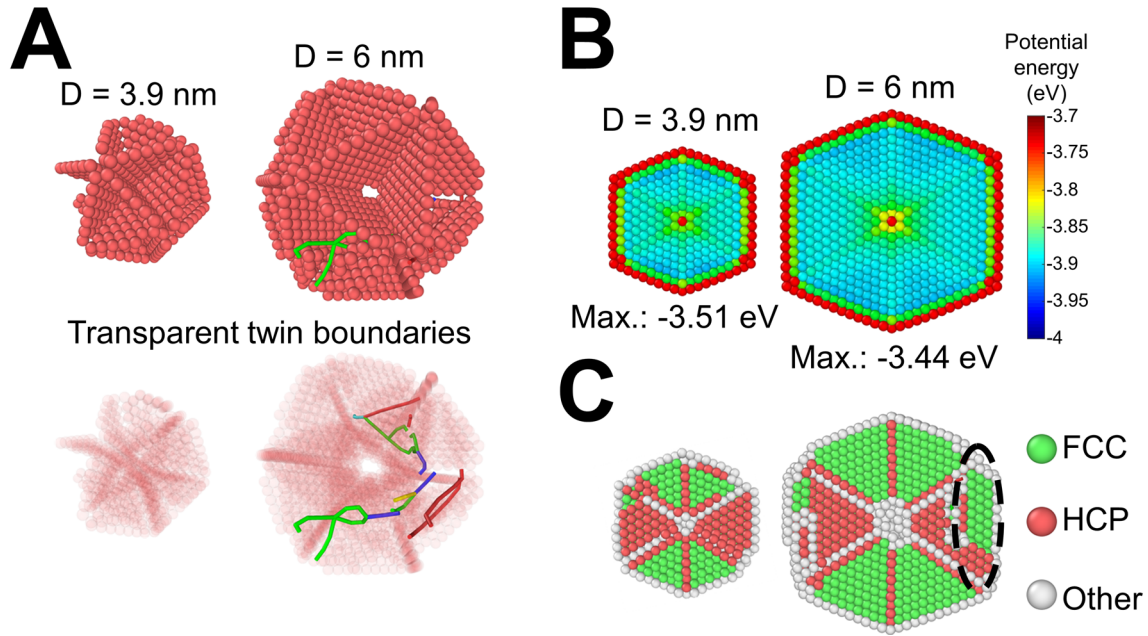 A
D = 3.9 nm
D = 6 nm
Transparent twin boundaries
B
D = 3.9 nm
D = 6 nm
Max.: -3.51 eV
Max.: -3.44 eV
Potential
energy
(eV)
-3.7
-3.75
-3.8
-3.85
-3.9
-3.95
-4
C
FCC
HCP
Other